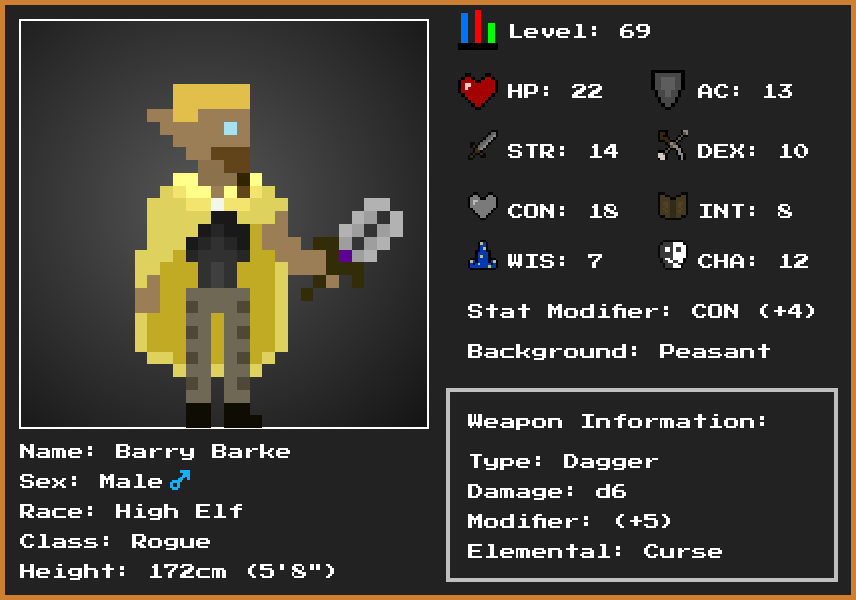 Level: 69
HP: 22
AC: 13
STR: 14
DEX: 10
CON: 18
INT: 8
WIS: 7
CHA: 12
Stat Modifier: CON (+4)
Background: Peasant
Weapon Information:
Type: Dagger
Damage: d6
Modifier: (+5)
Elemental: Curse
Name: Barry Barke
Sex: Male♂
Race: High Elf
Class: Rogue
Height: 172cm (5'8")